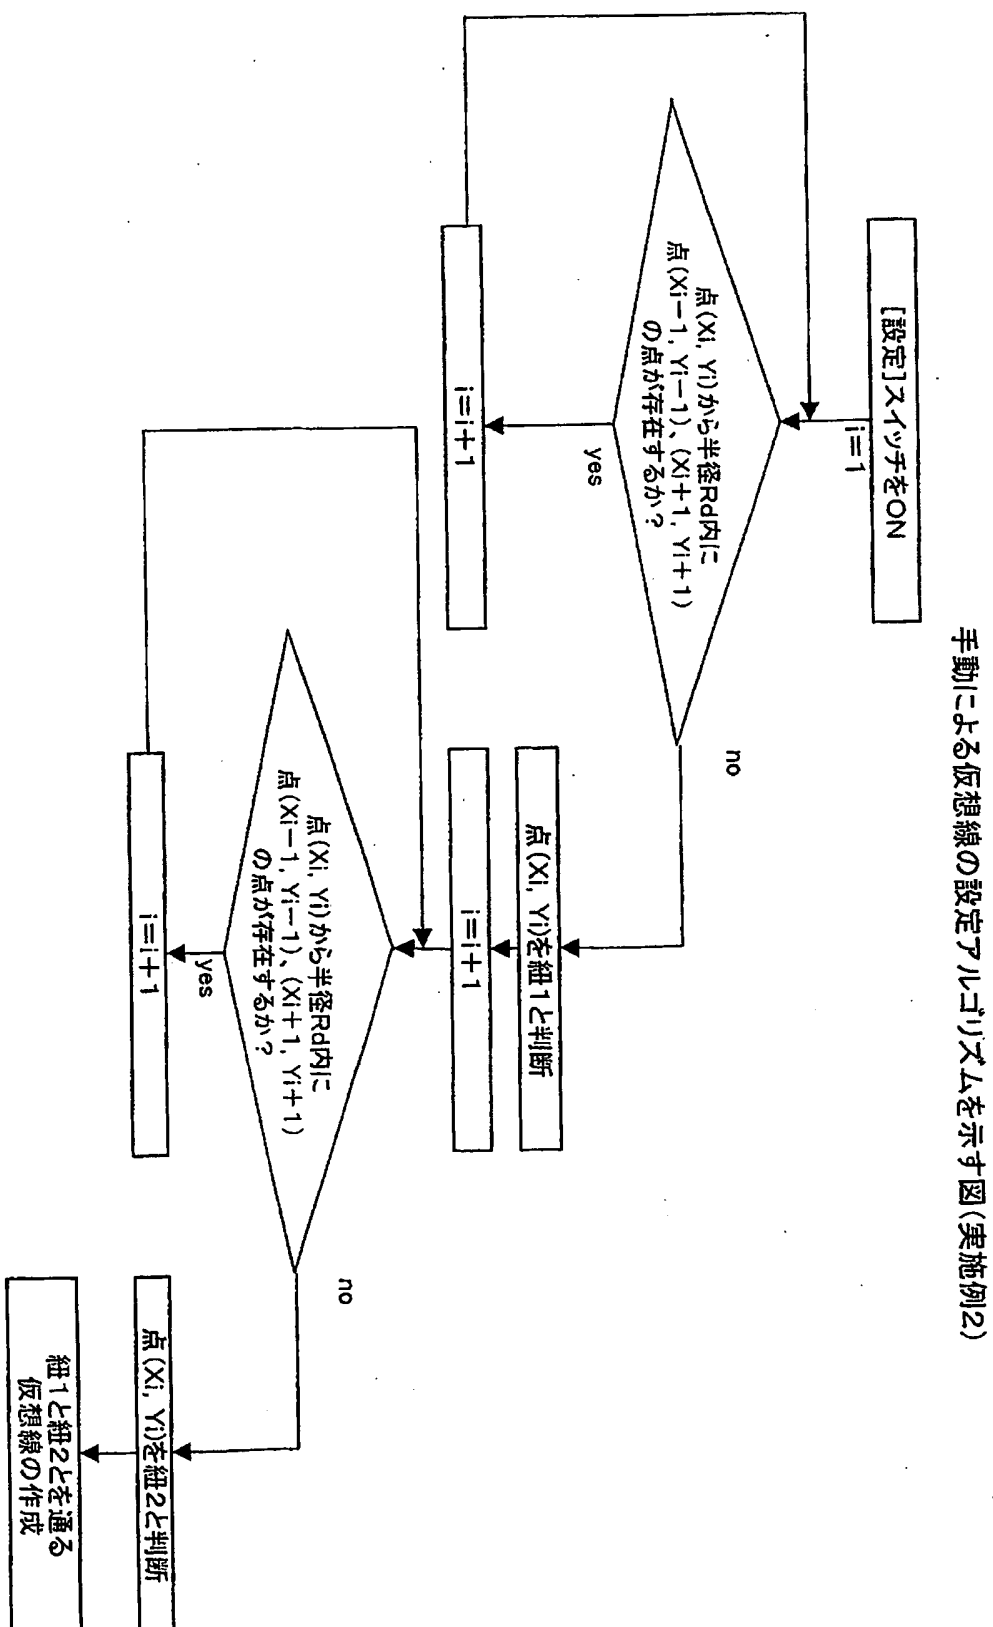 手動による仮想線の設定アルゴリズムを示す図(実施例2)
[設定]スイッチをON
i=1
点(Xi, Yi)から半径Rd内に
点(Xi-1, Yi-1)、(Xi+1, Yi+1)
の点が存在するか?
yes
no
i=i+1
点(Xi, Yi)を紐1と判断
i=i+1
点(Xi, Yi)から半径Rd内に
点(Xi-1, Yi-1)、(Xi+1, Yi+1)
の点が存在するか?
yes
no
i=i+1
点(Xi, Yi)を紐2と判断
紐1と紐2とを通る
仮想線の作成